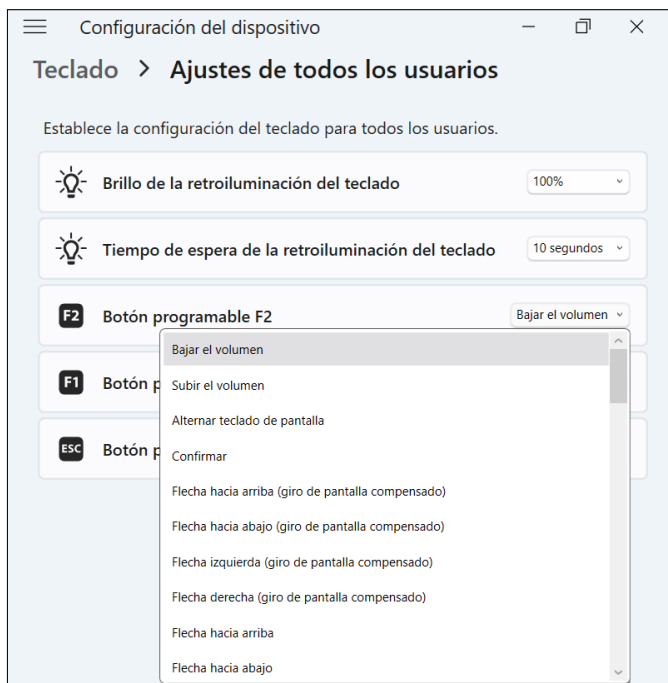 Configuración del dispositivo
Teclado > Ajustes de todos los usuarios
Establece la configuración del teclado para todos los usuarios.
Brillo de la retroiluminación del teclado 100%
Tiempo de espera de la retroiluminación del teclado 10 segundos
F2 Botón programable F2 Bajar el volumen
Bajar el volumen
F1 Botón p
Subir el volumen
Alternar teclado de pantalla
ESC Botón p
Confirmar
Flecha hacia arriba (giro de pantalla compensado)
Flecha hacia abajo (giro de pantalla compensado)
Flecha izquierda (giro de pantalla compensado)
Flecha derecha (giro de pantalla compensado)
Flecha hacia arriba
Flecha hacia abajo